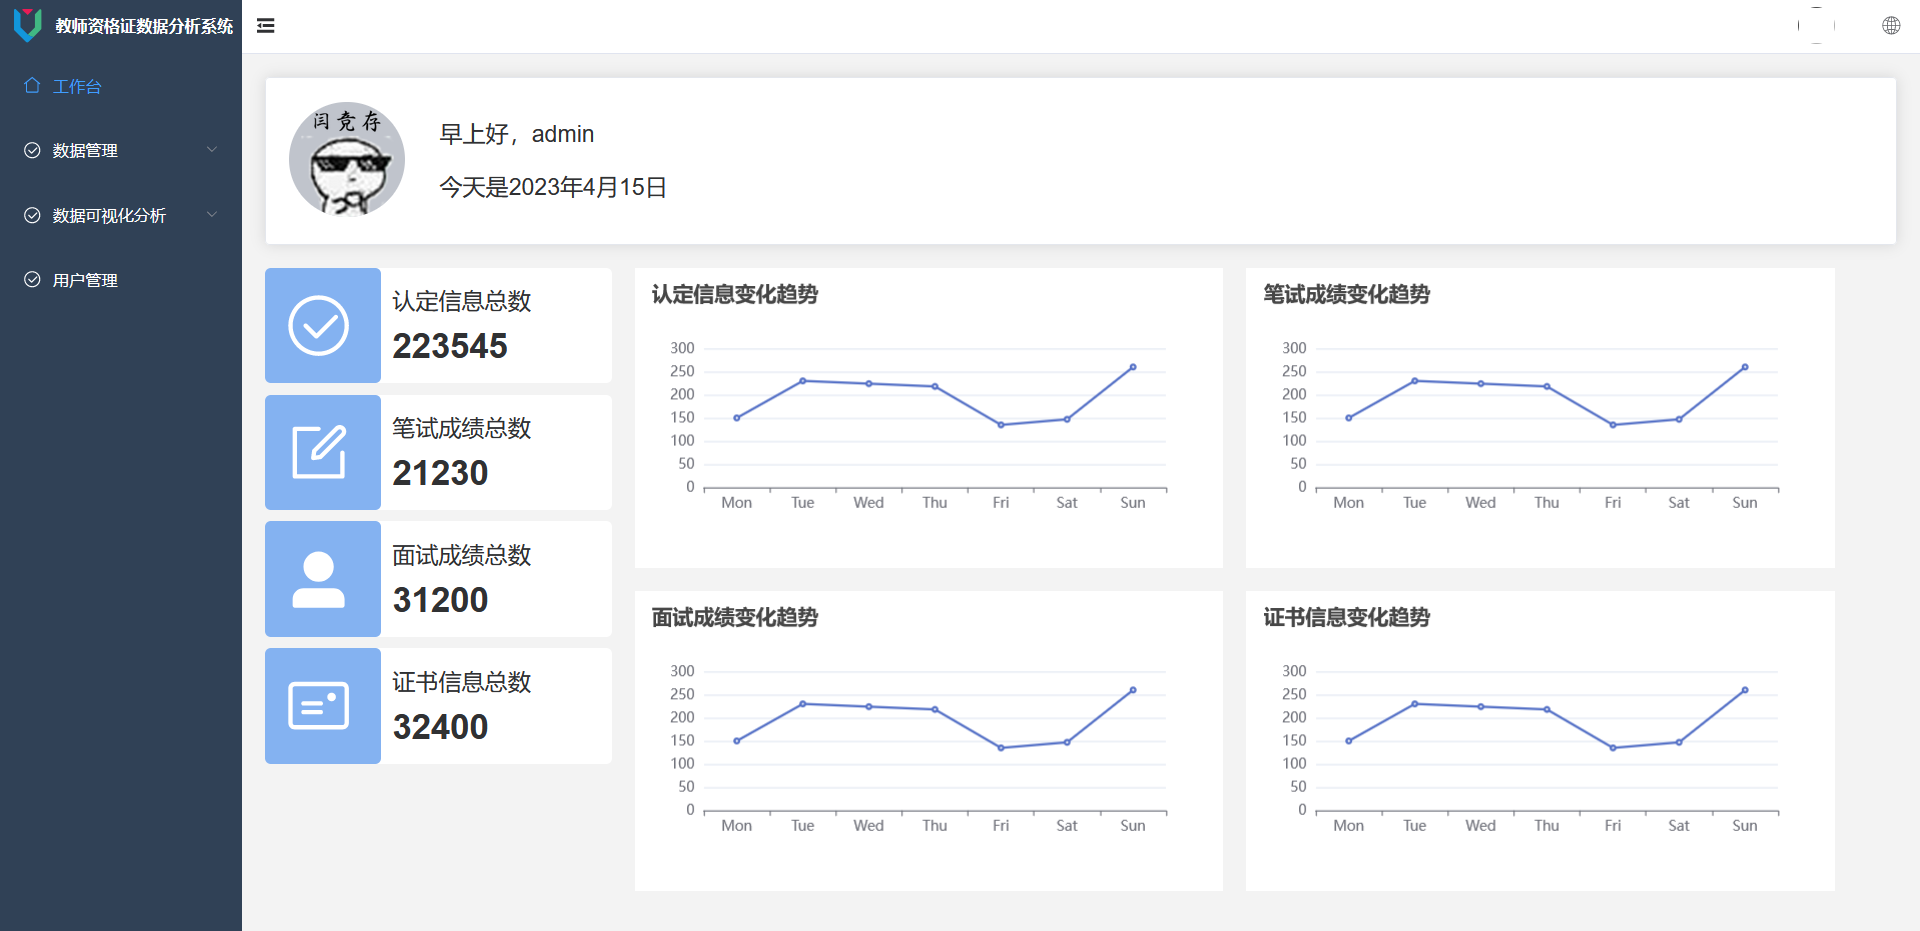 教师资格证数据分析系统
工作台
数据管理
数据可视化分析
用户管理
闫竞存
早上好，admin
今天是2023年4月15日
认定信息总数
223545
笔试成绩总数
21230
面试成绩总数
31200
证书信息总数
32400
认定信息变化趋势
300
250
200
150
100
50
0
Mon Tue Wed Thu Fri Sat Sun
笔试成绩变化趋势
300
250
200
150
100
50
0
Mon Tue Wed Thu Fri Sat Sun
面试成绩变化趋势
300
250
200
150
100
50
0
Mon Tue Wed Thu Fri Sat Sun
证书信息变化趋势
300
250
200
150
100
50
0
Mon Tue Wed Thu Fri Sat Sun